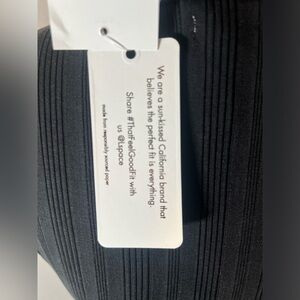 We are a sun-kissed California brand that
believes the perfect fit is everything.
Share #ThatFeelGoodFit with
us @Lspace
made from responsibly sourced paper